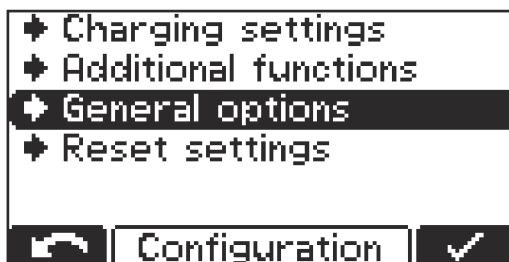 Charging settings
Additional functions
General options
Reset settings
Configuration